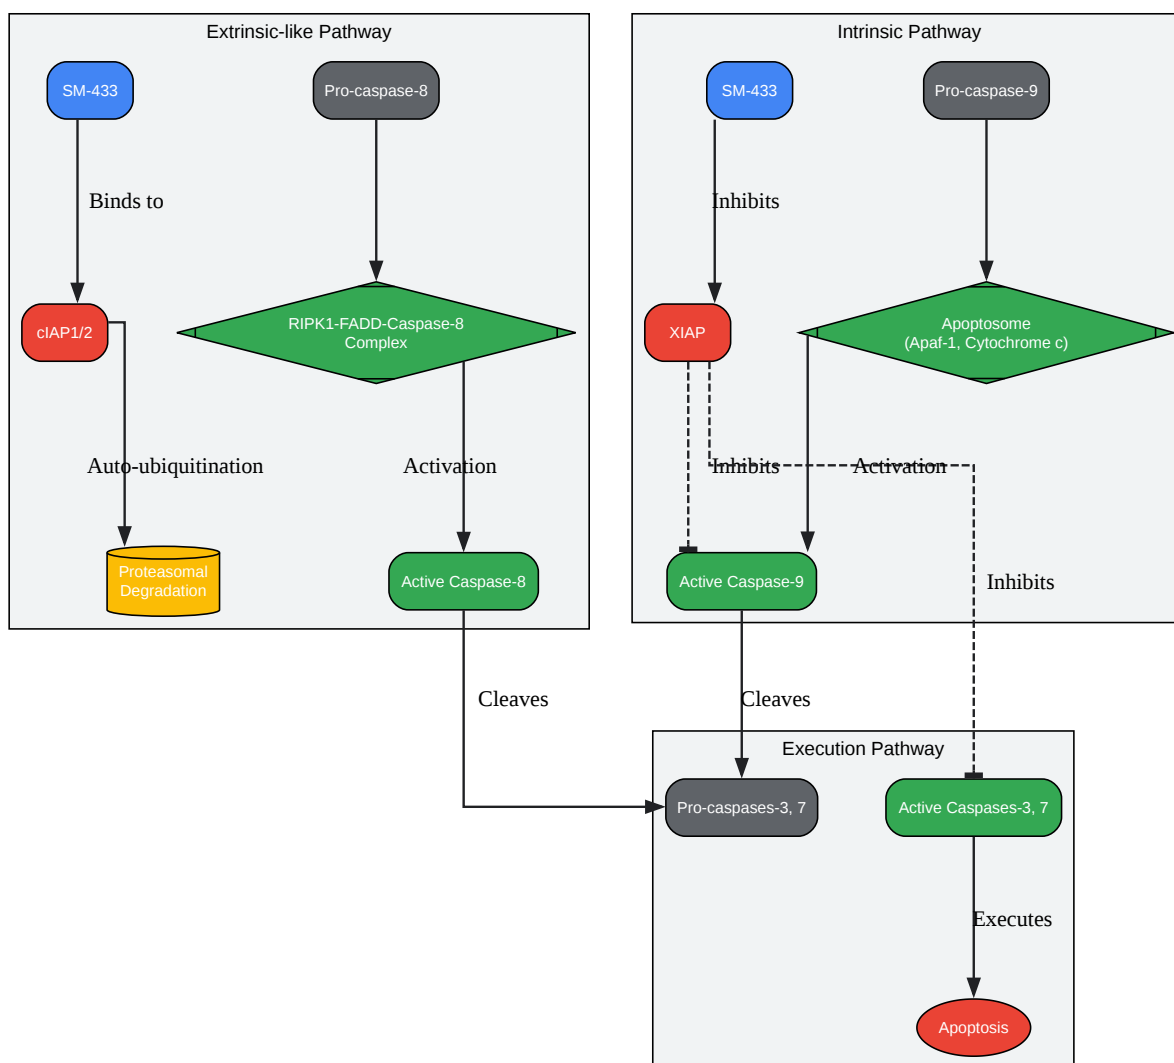 Extrinsic-like Pathway
Intrinsic Pathway
SM-433
Pro-caspase-8
SM-433
Pro-caspase-9
Binds to
Inhibits
cIAP1/2
RIPK1-FADD-Caspase-8
Complex
XIAP
Apoptosome
(Apaf-1, Cytochrome c)
Auto-ubiquitination
Activation
Inhibits
Activation
Proteasomal
Degradation
Active Caspase-8
Active Caspase-9
Inhibits
Cleaves
Cleaves
Execution Pathway
Pro-caspases-3, 7
Active Caspases-3, 7
Executes
Apoptosis